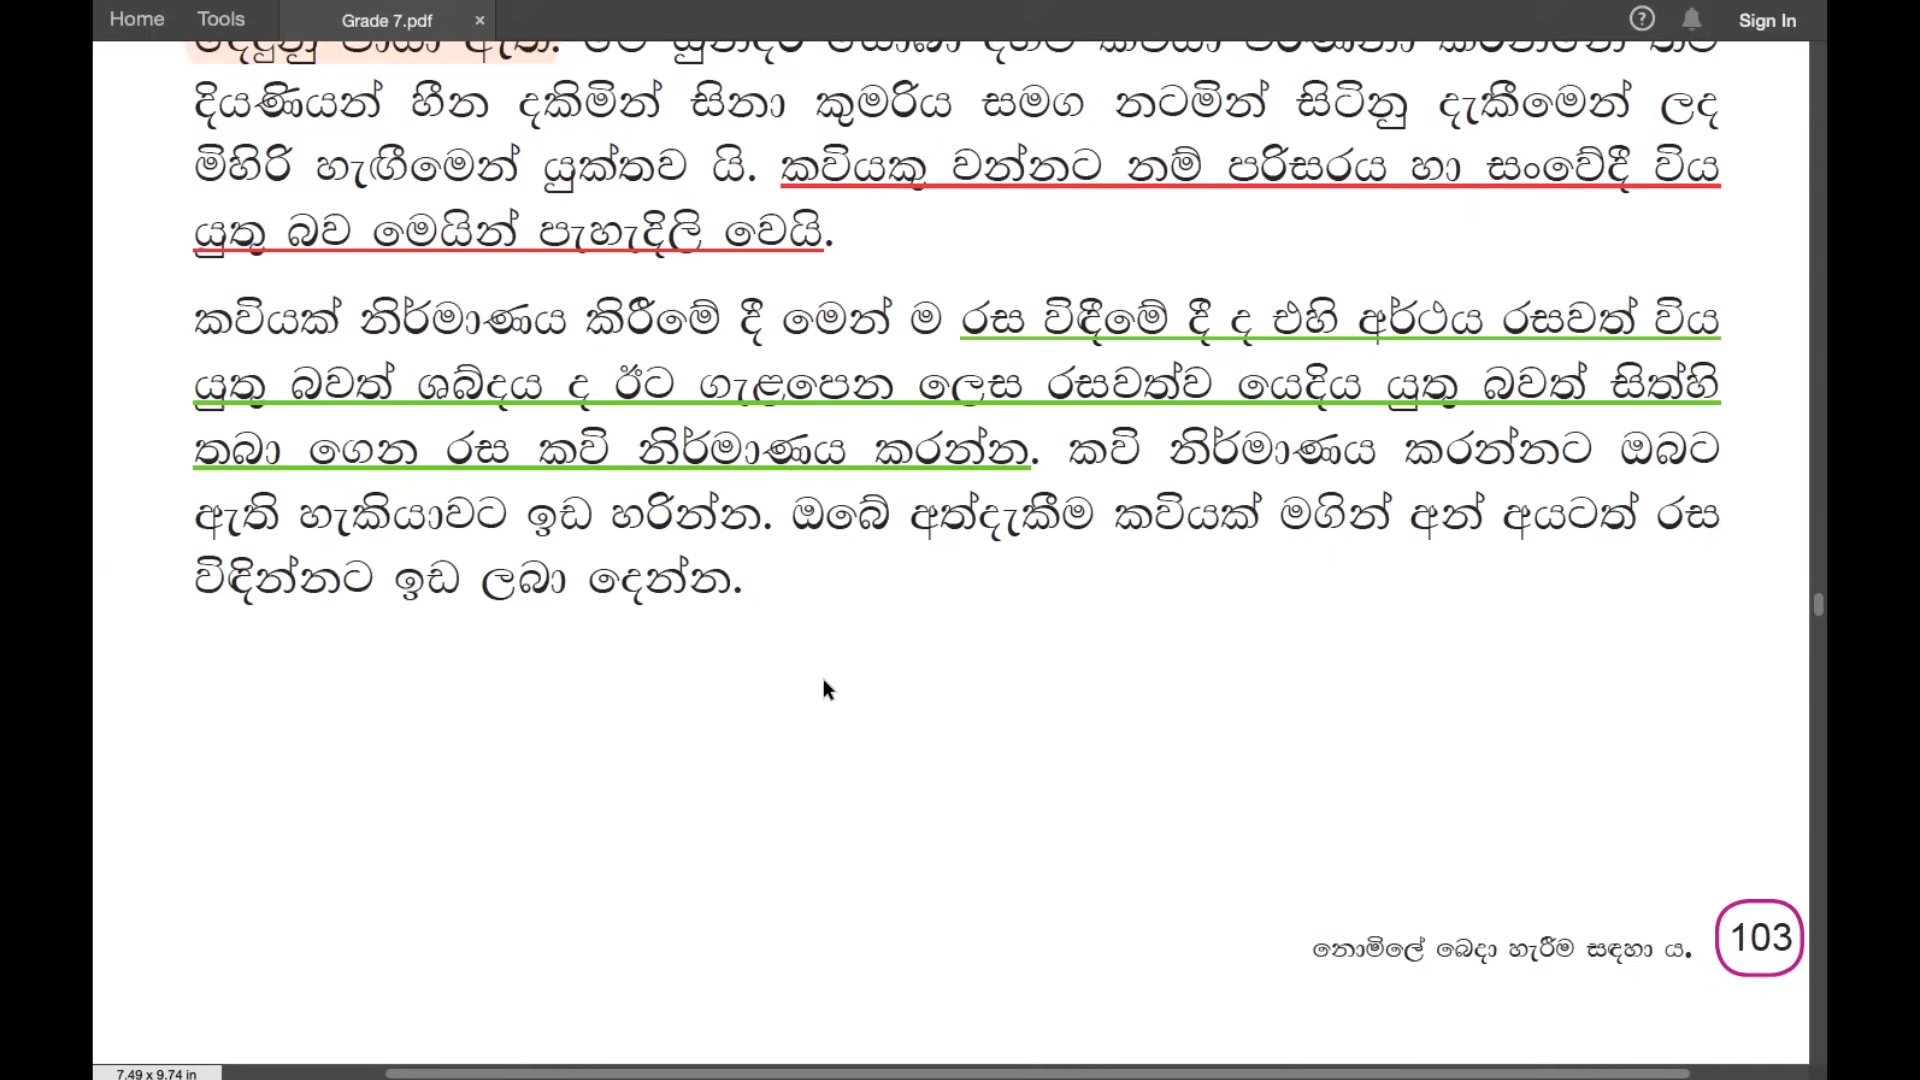 Home Tools Grade 7.pdf × ? Sign In
දියණියන් හීන දකිමින් සිනා කුමරිය සමග නටමින් සිටිනු දැකීමෙන් ලද
මිහිරි හැඟීමෙන් යුක්තව යි. කවියකු වන්නට නම් පරිසරය හා සංවේදී විය
යුතු බව මෙයින් පැහැදිලි වෙයි.
කවියක් නිර්මාණය කිරීමේ දී මෙන් ම රස විඳීමේ දී ද එහි අර්ථය රසවත් විය
යුතු බවත් ශබ්දය ද ඊට ගැළපෙන ලෙස රසවත්ව යෙදිය යුතු බවත් සිත්හි
තබා ගෙන රස කවි නිර්මාණය කරන්න. කවි නිර්මාණය කරන්නට ඔබට
ඇති හැකියාවට ඉඩ හරින්න. ඔබේ අත්දැකීම කවියක් මගින් අන් අයටත් රස
විඳින්නට ඉඩ ලබා දෙන්න.
නොමිලේ බෙදා හැරීම සඳහා ය. 103
7.49 x 9.74 in